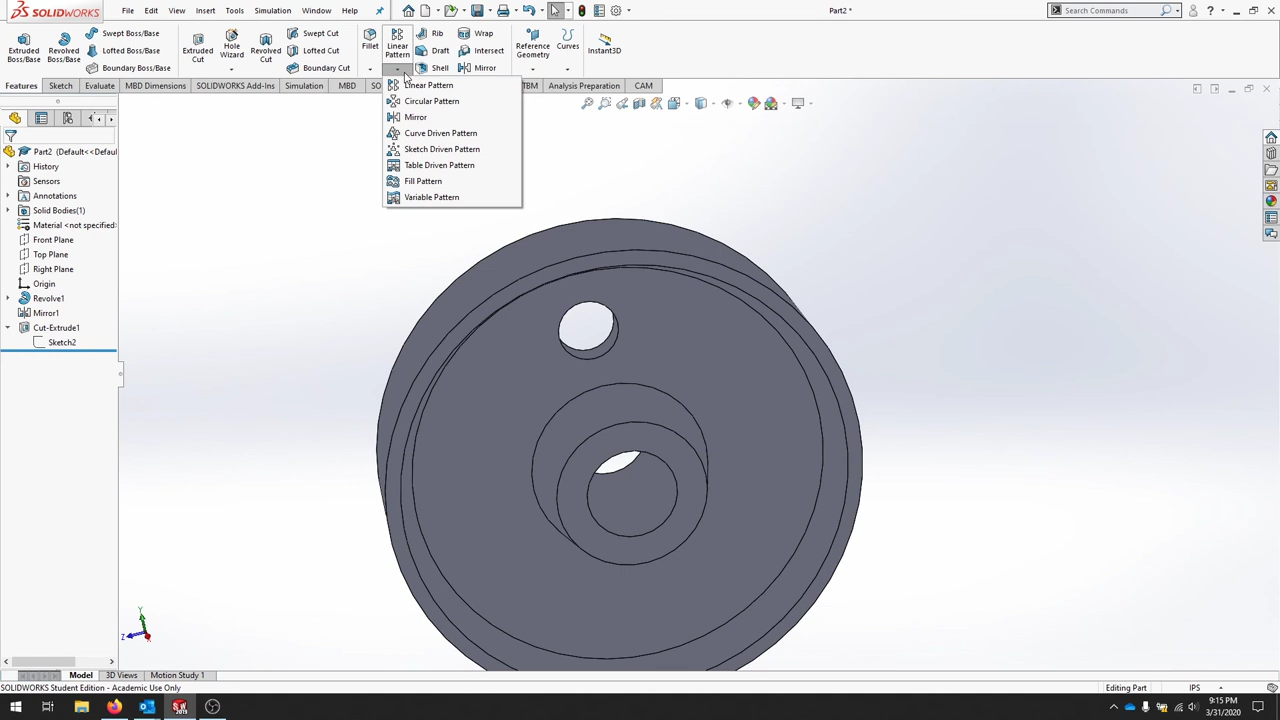 SOLIDWORKS File Edit View Insert Tools Simulation Window Help Part2 * Search Commands ?
Extruded Boss/Base
Revolved Boss/Base
Swept Boss/Base
Lofted Boss/Base
Boundary Boss/Base
Extruded Cut
Hole Wizard
Revolved Cut
Swept Cut
Lofted Cut
Boundary Cut
Fillet
Linear Pattern
Rib
Draft
Shell
Wrap
Intersect
Mirror
Reference Geometry
Curves
Instant3D
Features Sketch Evaluate MBD Dimensions SOLIDWORKS Add-Ins Simulation MBD SO TBM Analysis Preparation CAM
Linear Pattern
Circular Pattern
Mirror
Curve Driven Pattern
Sketch Driven Pattern
Table Driven Pattern
Fill Pattern
Variable Pattern
Part2 (Default<<Defau
History
Sensors
Annotations
Solid Bodies(1)
Material <not specified>
Front Plane
Top Plane
Right Plane
Origin
Revolve1
Mirror1
Cut-Extrude1
Sketch2
Y
Z
Model 3D Views Motion Study 1
SOLIDWORKS Student Edition - Academic Use Only Editing Part IPS
9:15 PM
3/31/2020